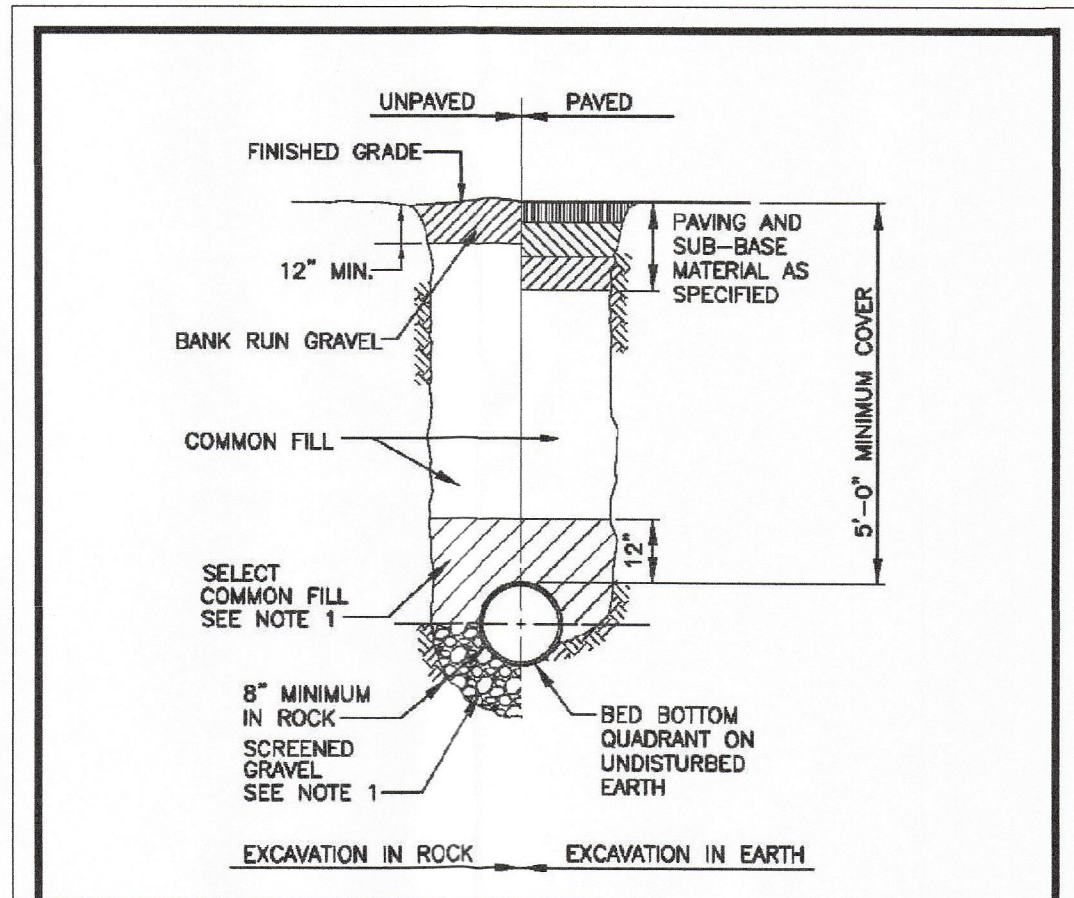 UNPAVED
PAVED
FINISHED GRADE
12" MIN.
BANK RUN GRAVEL
PAVING AND
SUB-BASE
MATERIAL AS
SPECIFIED
5'-0" MINIMUM COVER
COMMON FILL
12"
SELECT
COMMON FILL
SEE NOTE 1
8" MINIMUM
IN ROCK
SCREENED
GRAVEL
SEE NOTE 1
BED BOTTOM
QUADRANT ON
UNDISTURBED
EARTH
EXCAVATION IN ROCK
EXCAVATION IN EARTH